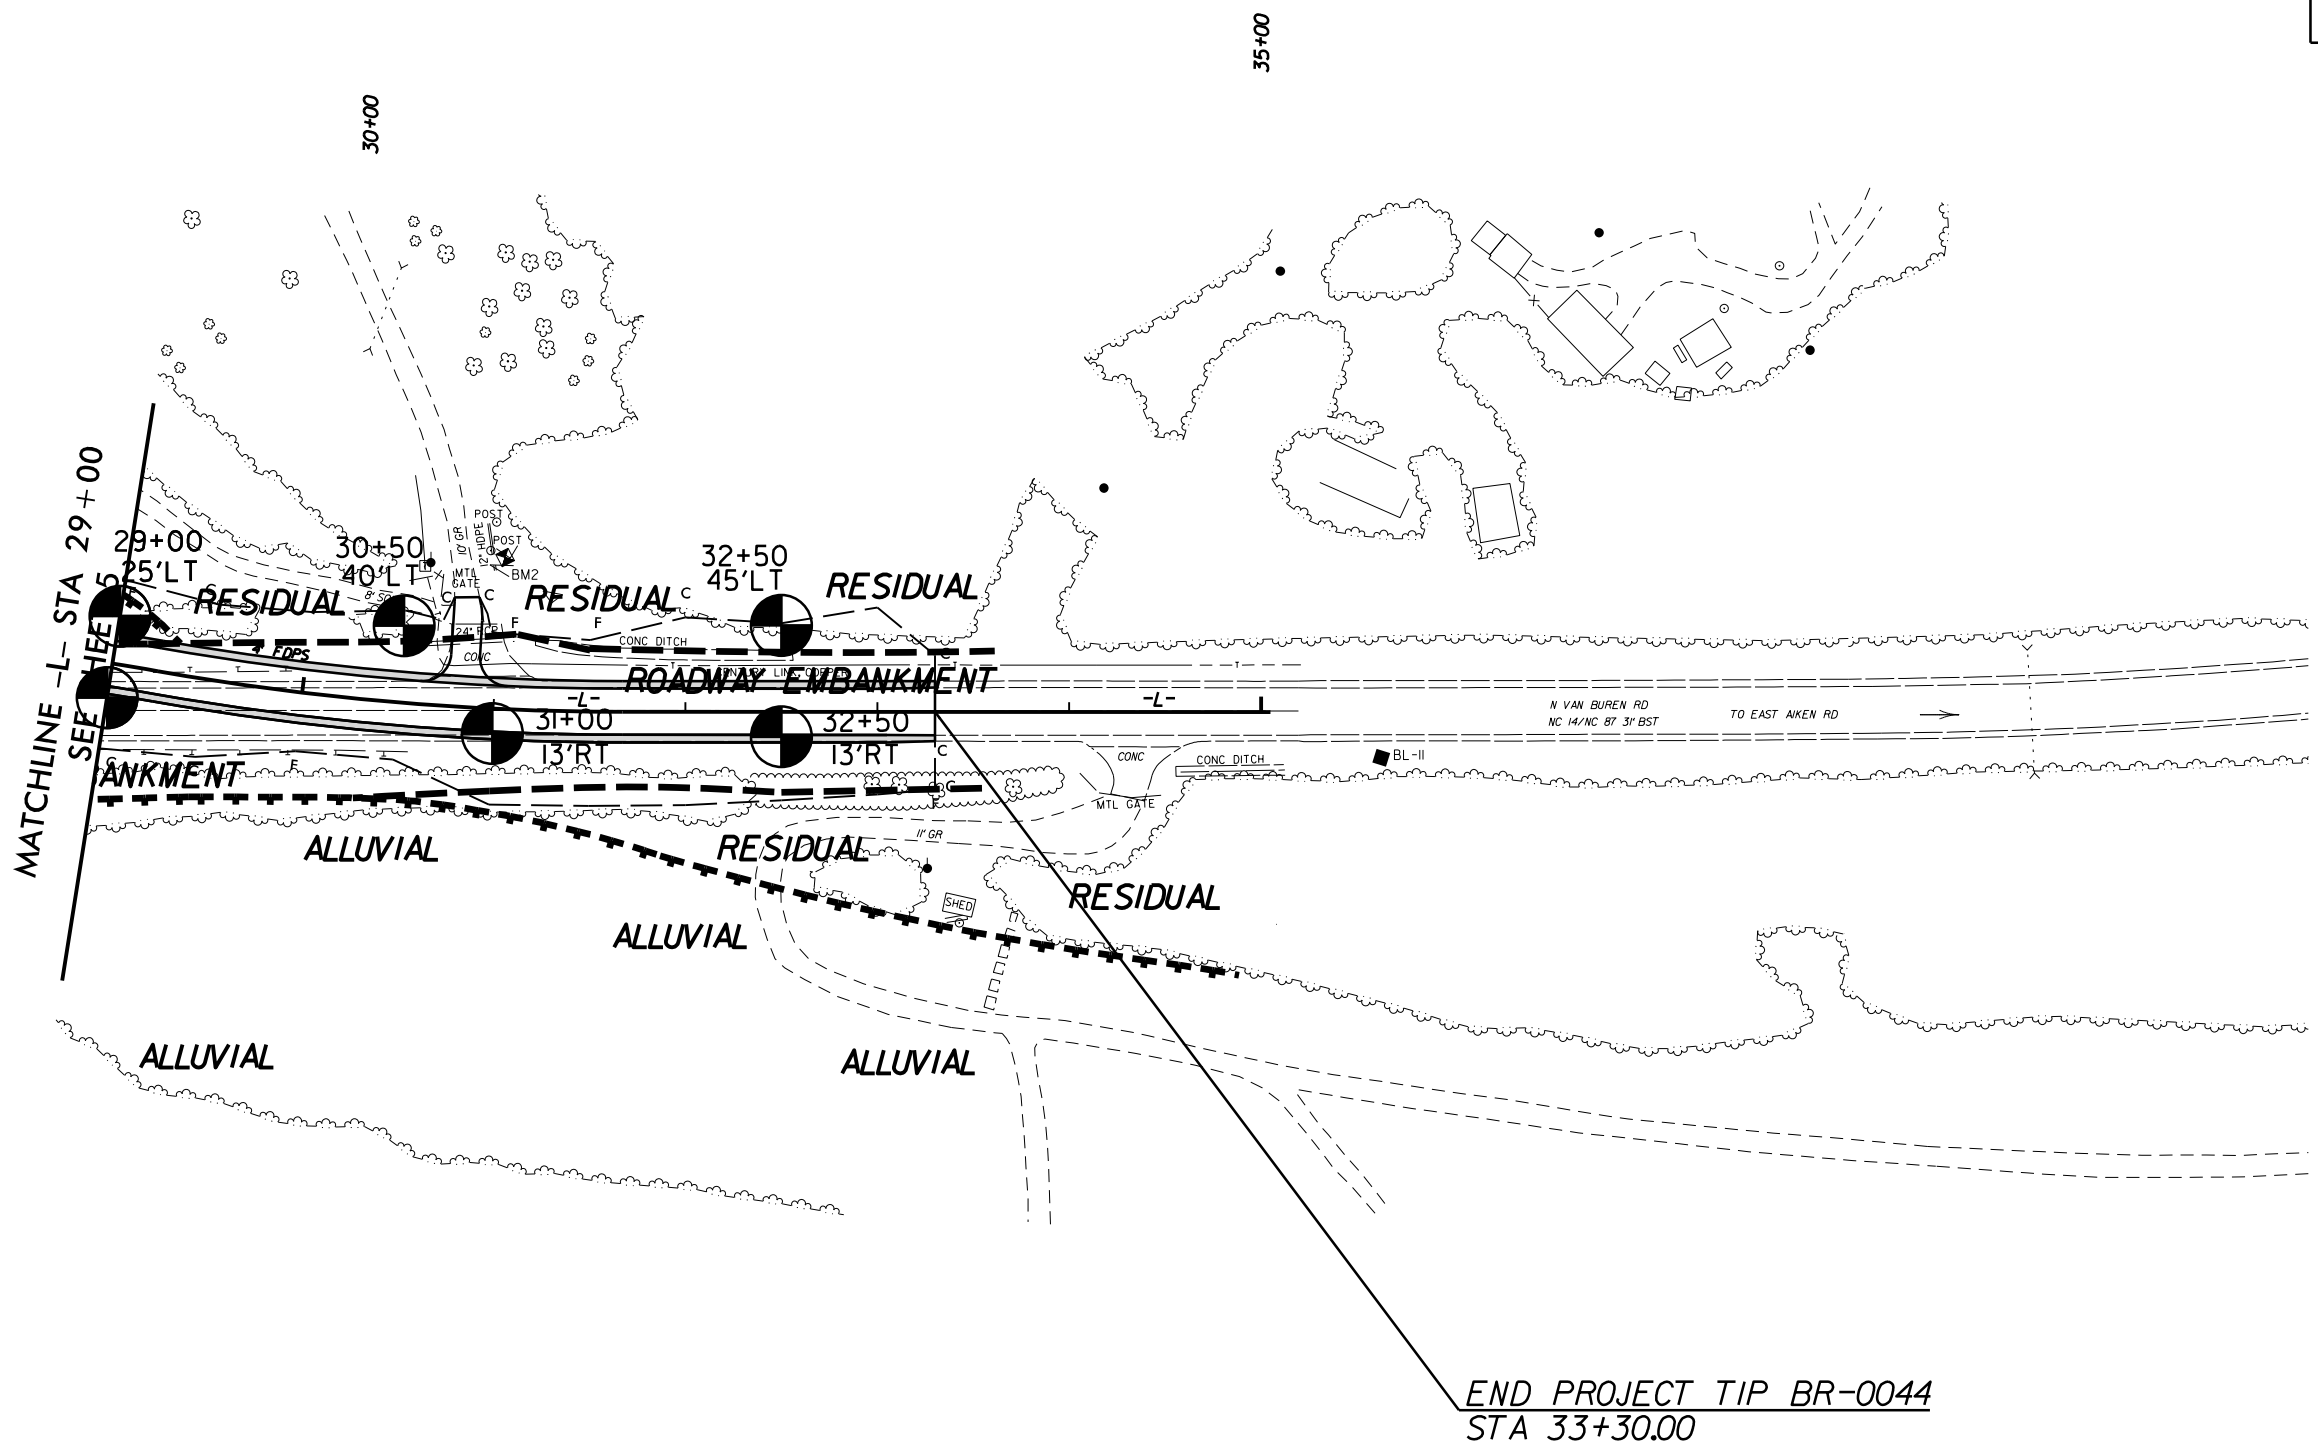 35+00
30+00
MATCHLINE -L- STA 29+00
29+00
25'LT
30+50
40'LT
POST
POST
BM2
10' GR
12" HDPE
MTL
GATE
32+50
45'LT
RESIDUAL
RESIDUAL
RESIDUAL
C
C
C
C
F
F
24" RCP
CONC
CONC DITCH
4' FDPS
CENTURY LINK COPPER
ROADWAY EMBANKMENT
C
-L-
-L-
31+00
13'RT
32+50
13'RT
N VAN BUREN RD
NC 14/NC 87 31' BST
TO EAST AIKEN RD
C
F
ANKMENT
C
C
F
CONC
CONC DITCH
BL-11
MTL GATE
11' GR
ALLUVIAL
RESIDUAL
RESIDUAL
SHED
ALLUVIAL
ALLUVIAL
ALLUVIAL
END PROJECT TIP BR-0044
STA 33+30.00